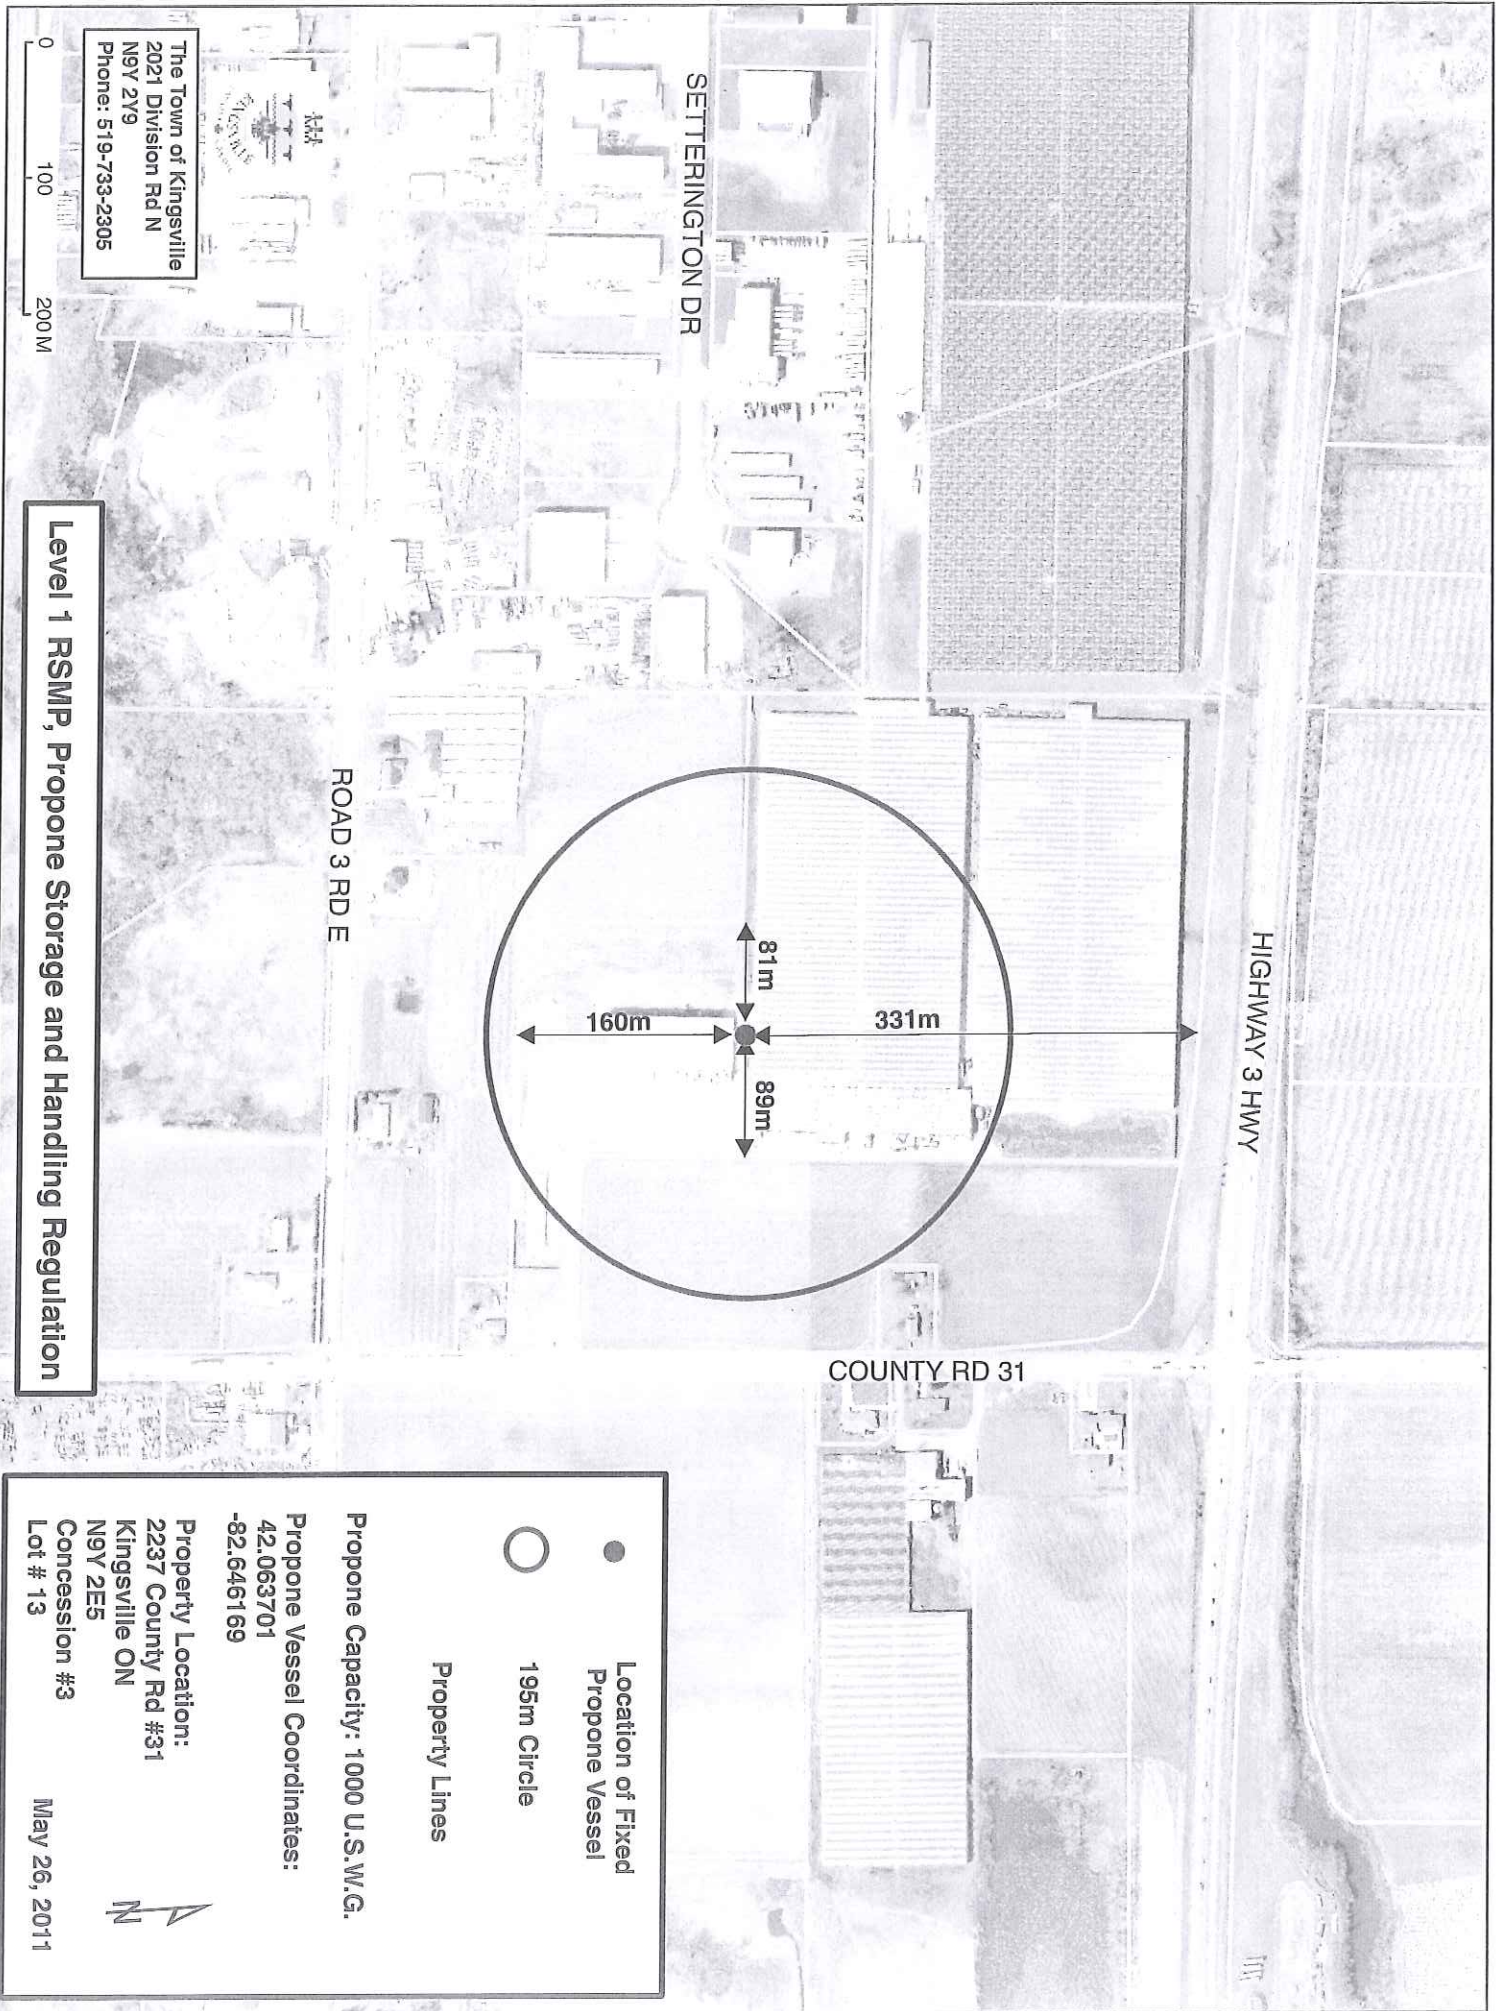 HIGHWAY 3 HWY
SETTERINGTON DR
COUNTY RD 31
331m
81m
89m
160m
ROAD 3 RD E
The Town of Kingsville
2021 Division Rd N
N9Y 2Y9
Phone: 519-733-2305
0 100 200M
Level 1 RSMP, Propone Storage and Handling Regulation
Location of Fixed
Propone Vessel
195m Circle
Property Lines
Propone Capacity: 1000 U.S.W.G.
Propone Vessel Coordinates:
42.063701
-82.646169
Property Location:
2237 County Rd #31
Kingsville ON
N9Y 2E5
Concession #3
Lot # 13
May 26, 2011
N